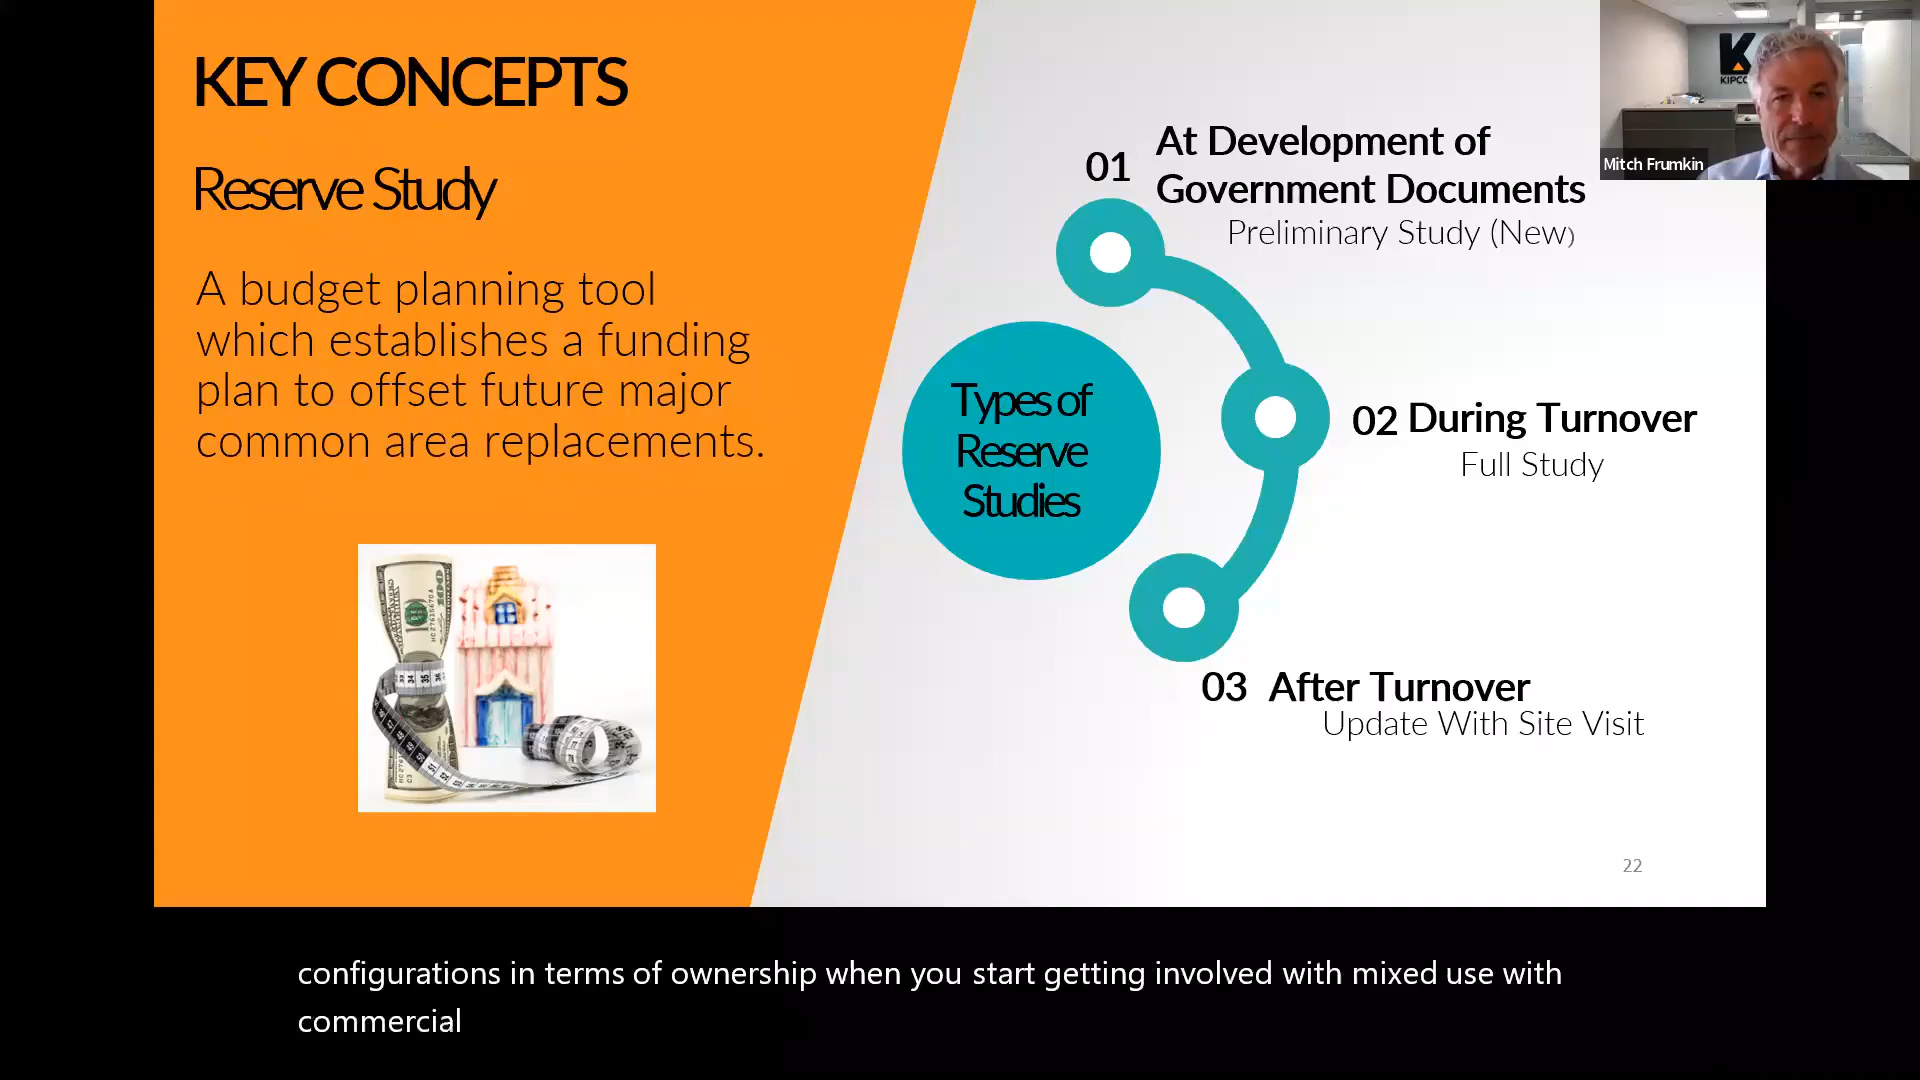 KEY CONCEPTS
Reserve Study
A budget planning tool
which establishes a funding
plan to offset future major
common area replacements.
Types of
Reserve
Studies
01
At Development of
Government Documents
Preliminary Study (New)
02 During Turnover
Full Study
03 After Turnover
Update With Site Visit
22
Mitch Frumkin
configurations in terms of ownership when you start getting involved with mixed use with
commercial